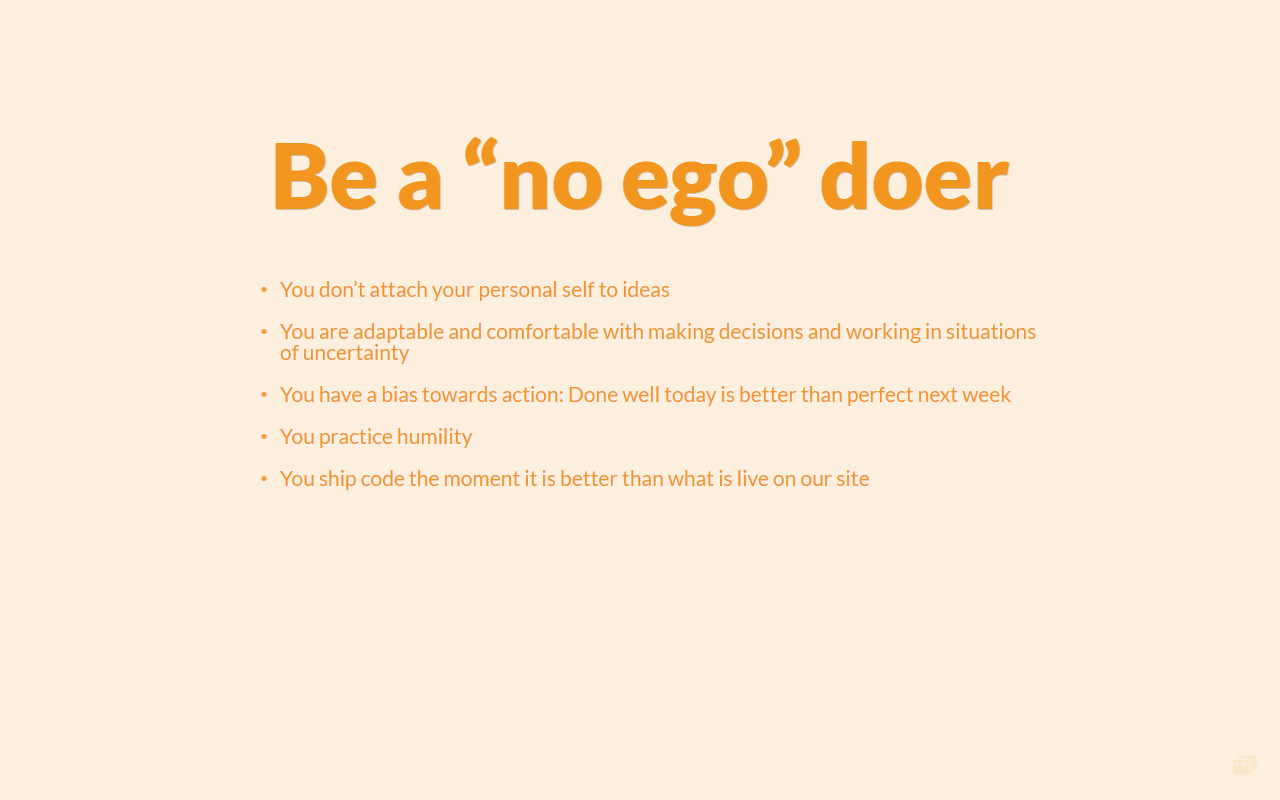 Be a “no ego” doer
• You don’t attach your personal self to ideas
• You are adaptable and comfortable with making decisions and working in situations
of uncertainty
• You have a bias towards action: Done well today is better than perfect next week
• You practice humility
• You ship code the moment it is better than what is live on our site